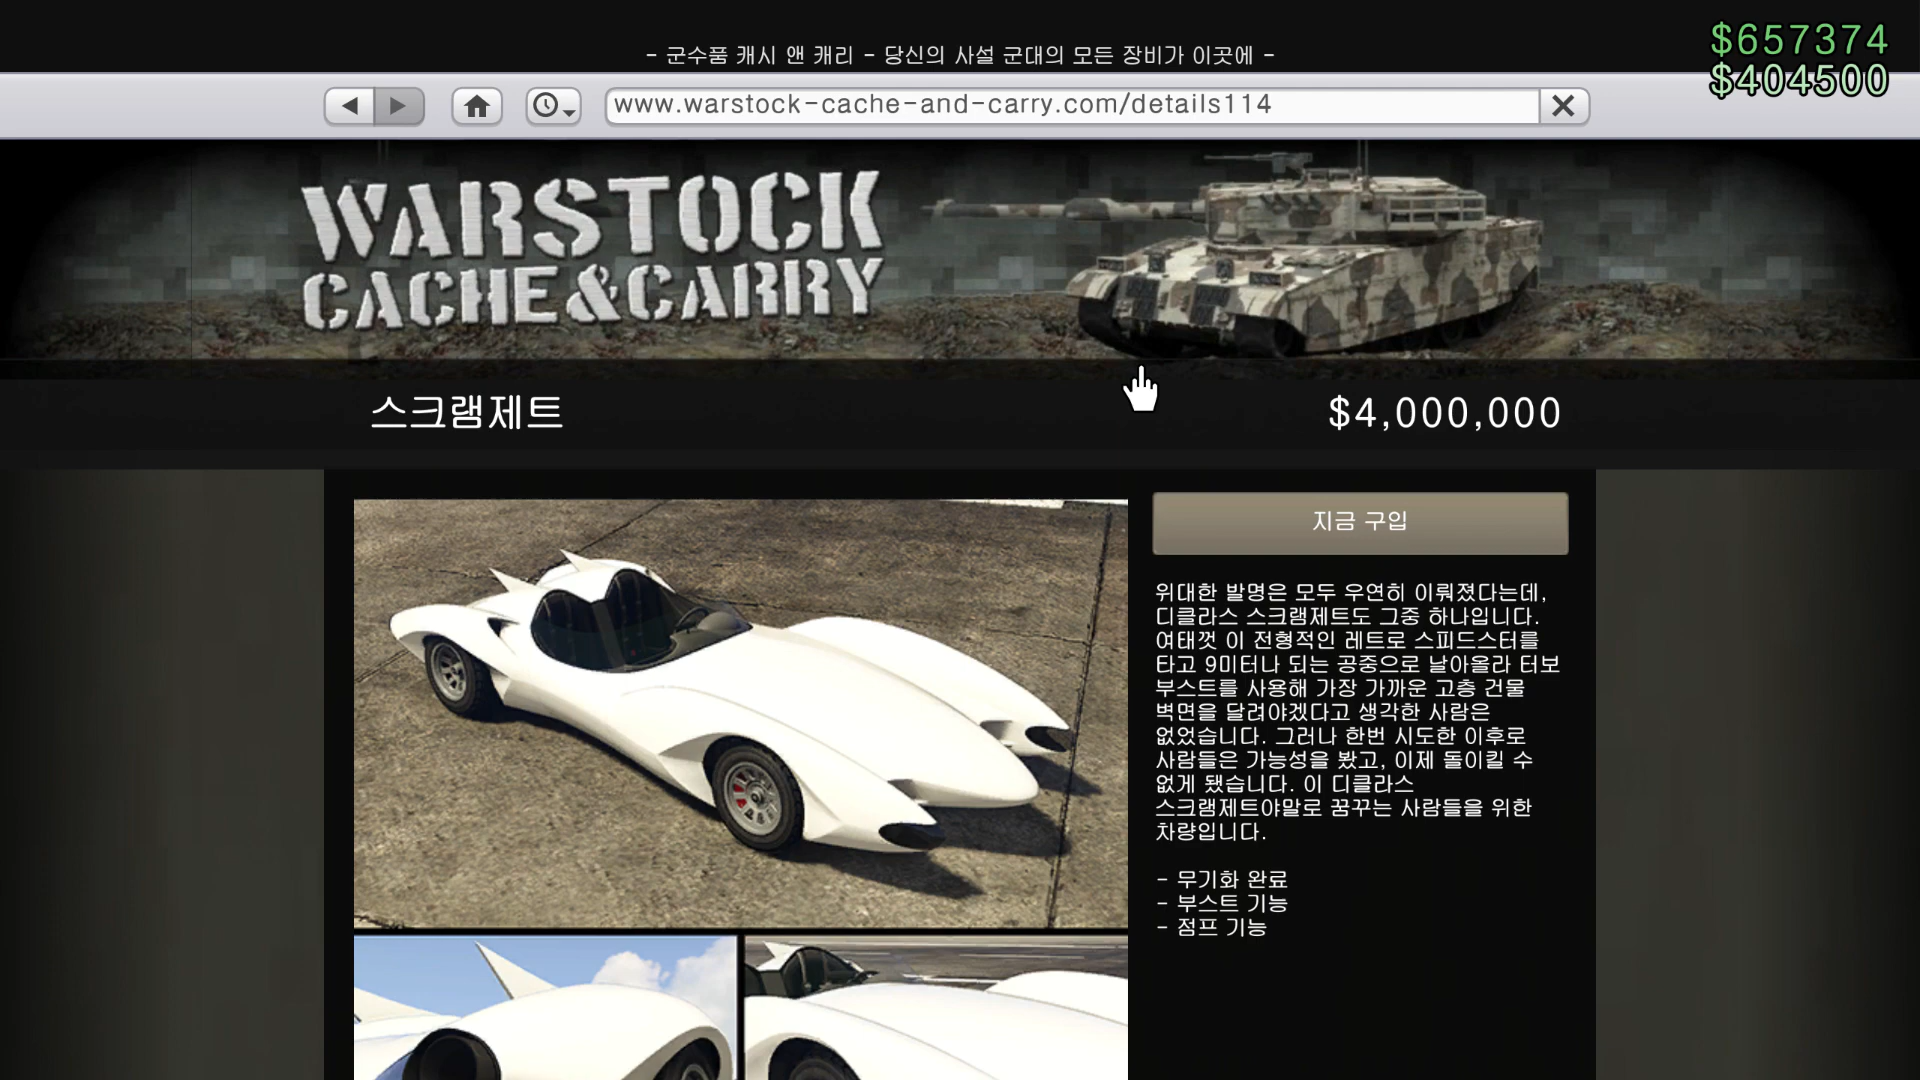 $657374
- 군수품 캐시 앤 캐리 - 당신의 사설 군대의 모든 장비가 이곳에 -
$404500
www.warstock-cache-and-carry.com/details114
WARSTOCK
CACHE&CARRY
스크램제트
$4,000,000
지금 구입
위대한 발명은 모두 우연히 이뤄졌다는데,
디클라스 스크램제트도 그중 하나입니다.
여태껏 이 전형적인 레트로 스피드스터를
타고 9미터나 되는 공중으로 날아올라 터보
부스트를 사용해 가장 가까운 고층 건물
벽면을 달려야겠다고 생각한 사람은
없었습니다. 그러나 한번 시도한 이후로
사람들은 가능성을 봤고, 이제 돌이킬 수
없게 됐습니다. 이 디클라스
스크램제트야말로 꿈꾸는 사람들을 위한
차량입니다.
- 무기화 완료
- 부스트 기능
- 점프 기능